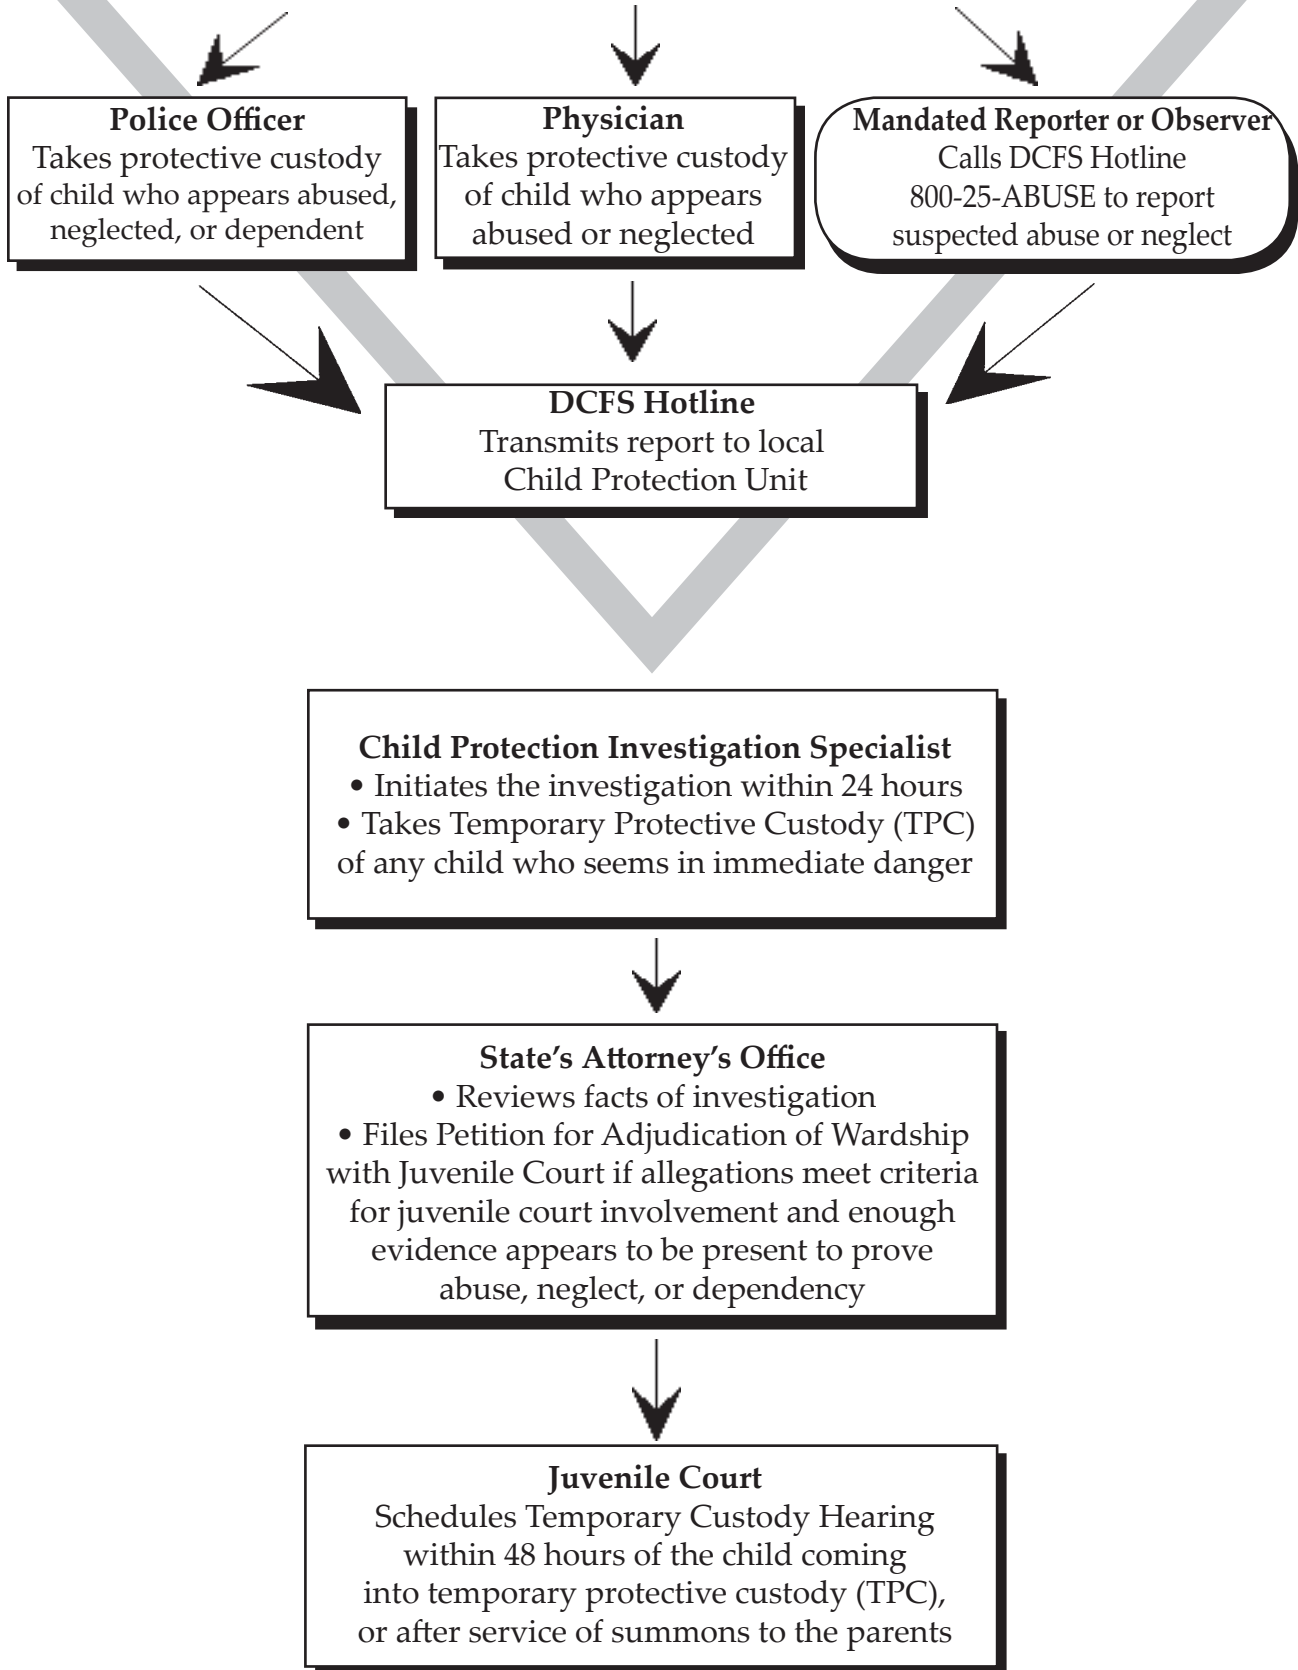 Police Officer
Takes protective custody
of child who appears abused,
neglected, or dependent
Physician
Takes protective custody
of child who appears
abused or neglected
Mandated Reporter or Observer
Calls DCFS Hotline
800-25-ABUSE to report
suspected abuse or neglect
DCFS Hotline
Transmits report to local
Child Protection Unit
Child Protection Investigation Specialist
• Initiates the investigation within 24 hours
• Takes Temporary Protective Custody (TPC)
of any child who seems in immediate danger
State’s Attorney’s Office
• Reviews facts of investigation
• Files Petition for Adjudication of Wardship
with Juvenile Court if allegations meet criteria
for juvenile court involvement and enough
evidence appears to be present to prove
abuse, neglect, or dependency
Juvenile Court
Schedules Temporary Custody Hearing
within 48 hours of the child coming
into temporary protective custody (TPC),
or after service of summons to the parents